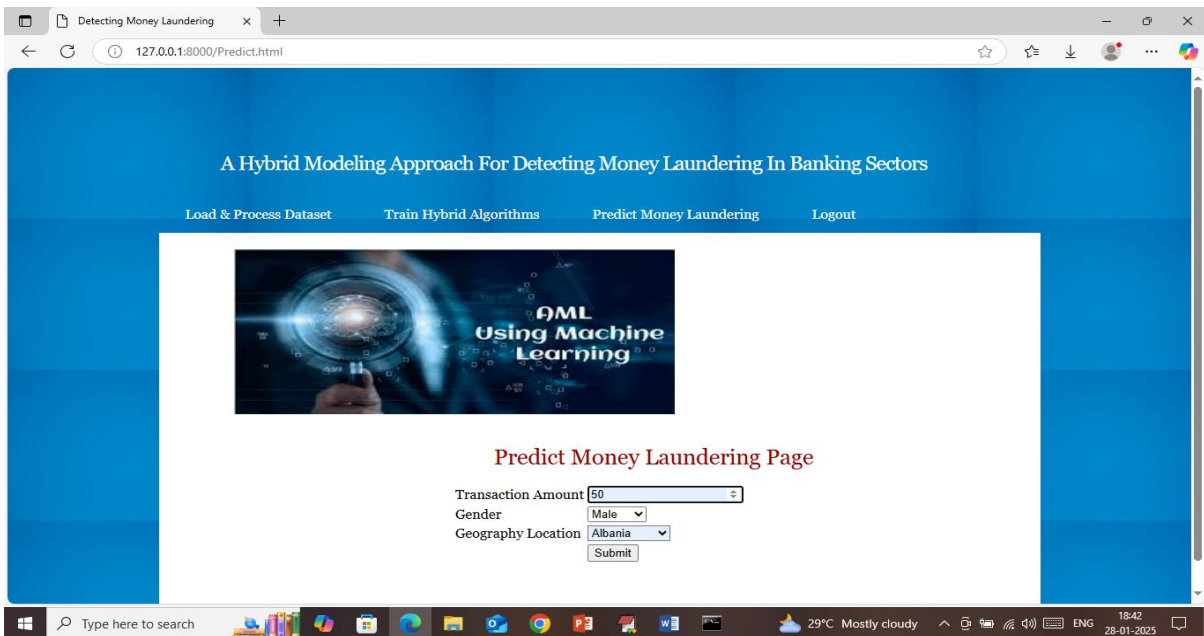 Detecting Money Laundering
127.0.0.1:8000/Predict.html
A Hybrid Modeling Approach For Detecting Money Laundering In Banking Sectors
Load & Process Dataset Train Hybrid Algorithms Predict Money Laundering Logout
AML
Using Machine
Learning
Predict Money Laundering Page
Transaction Amount 50
Gender Male
Geography Location Albania
Submit
Type here to search 29°C Mostly cloudy ENG 18:42
28-01-2025